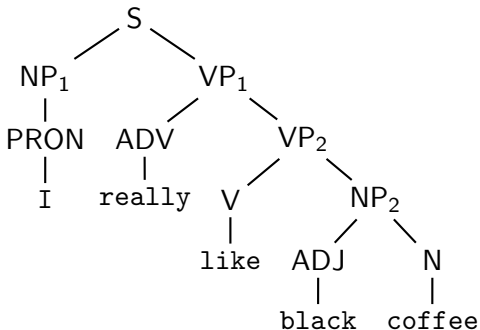 S
NP₁ VP₁
PRON ADV VP₂
I really V NP₂
like ADJ N
black coffee